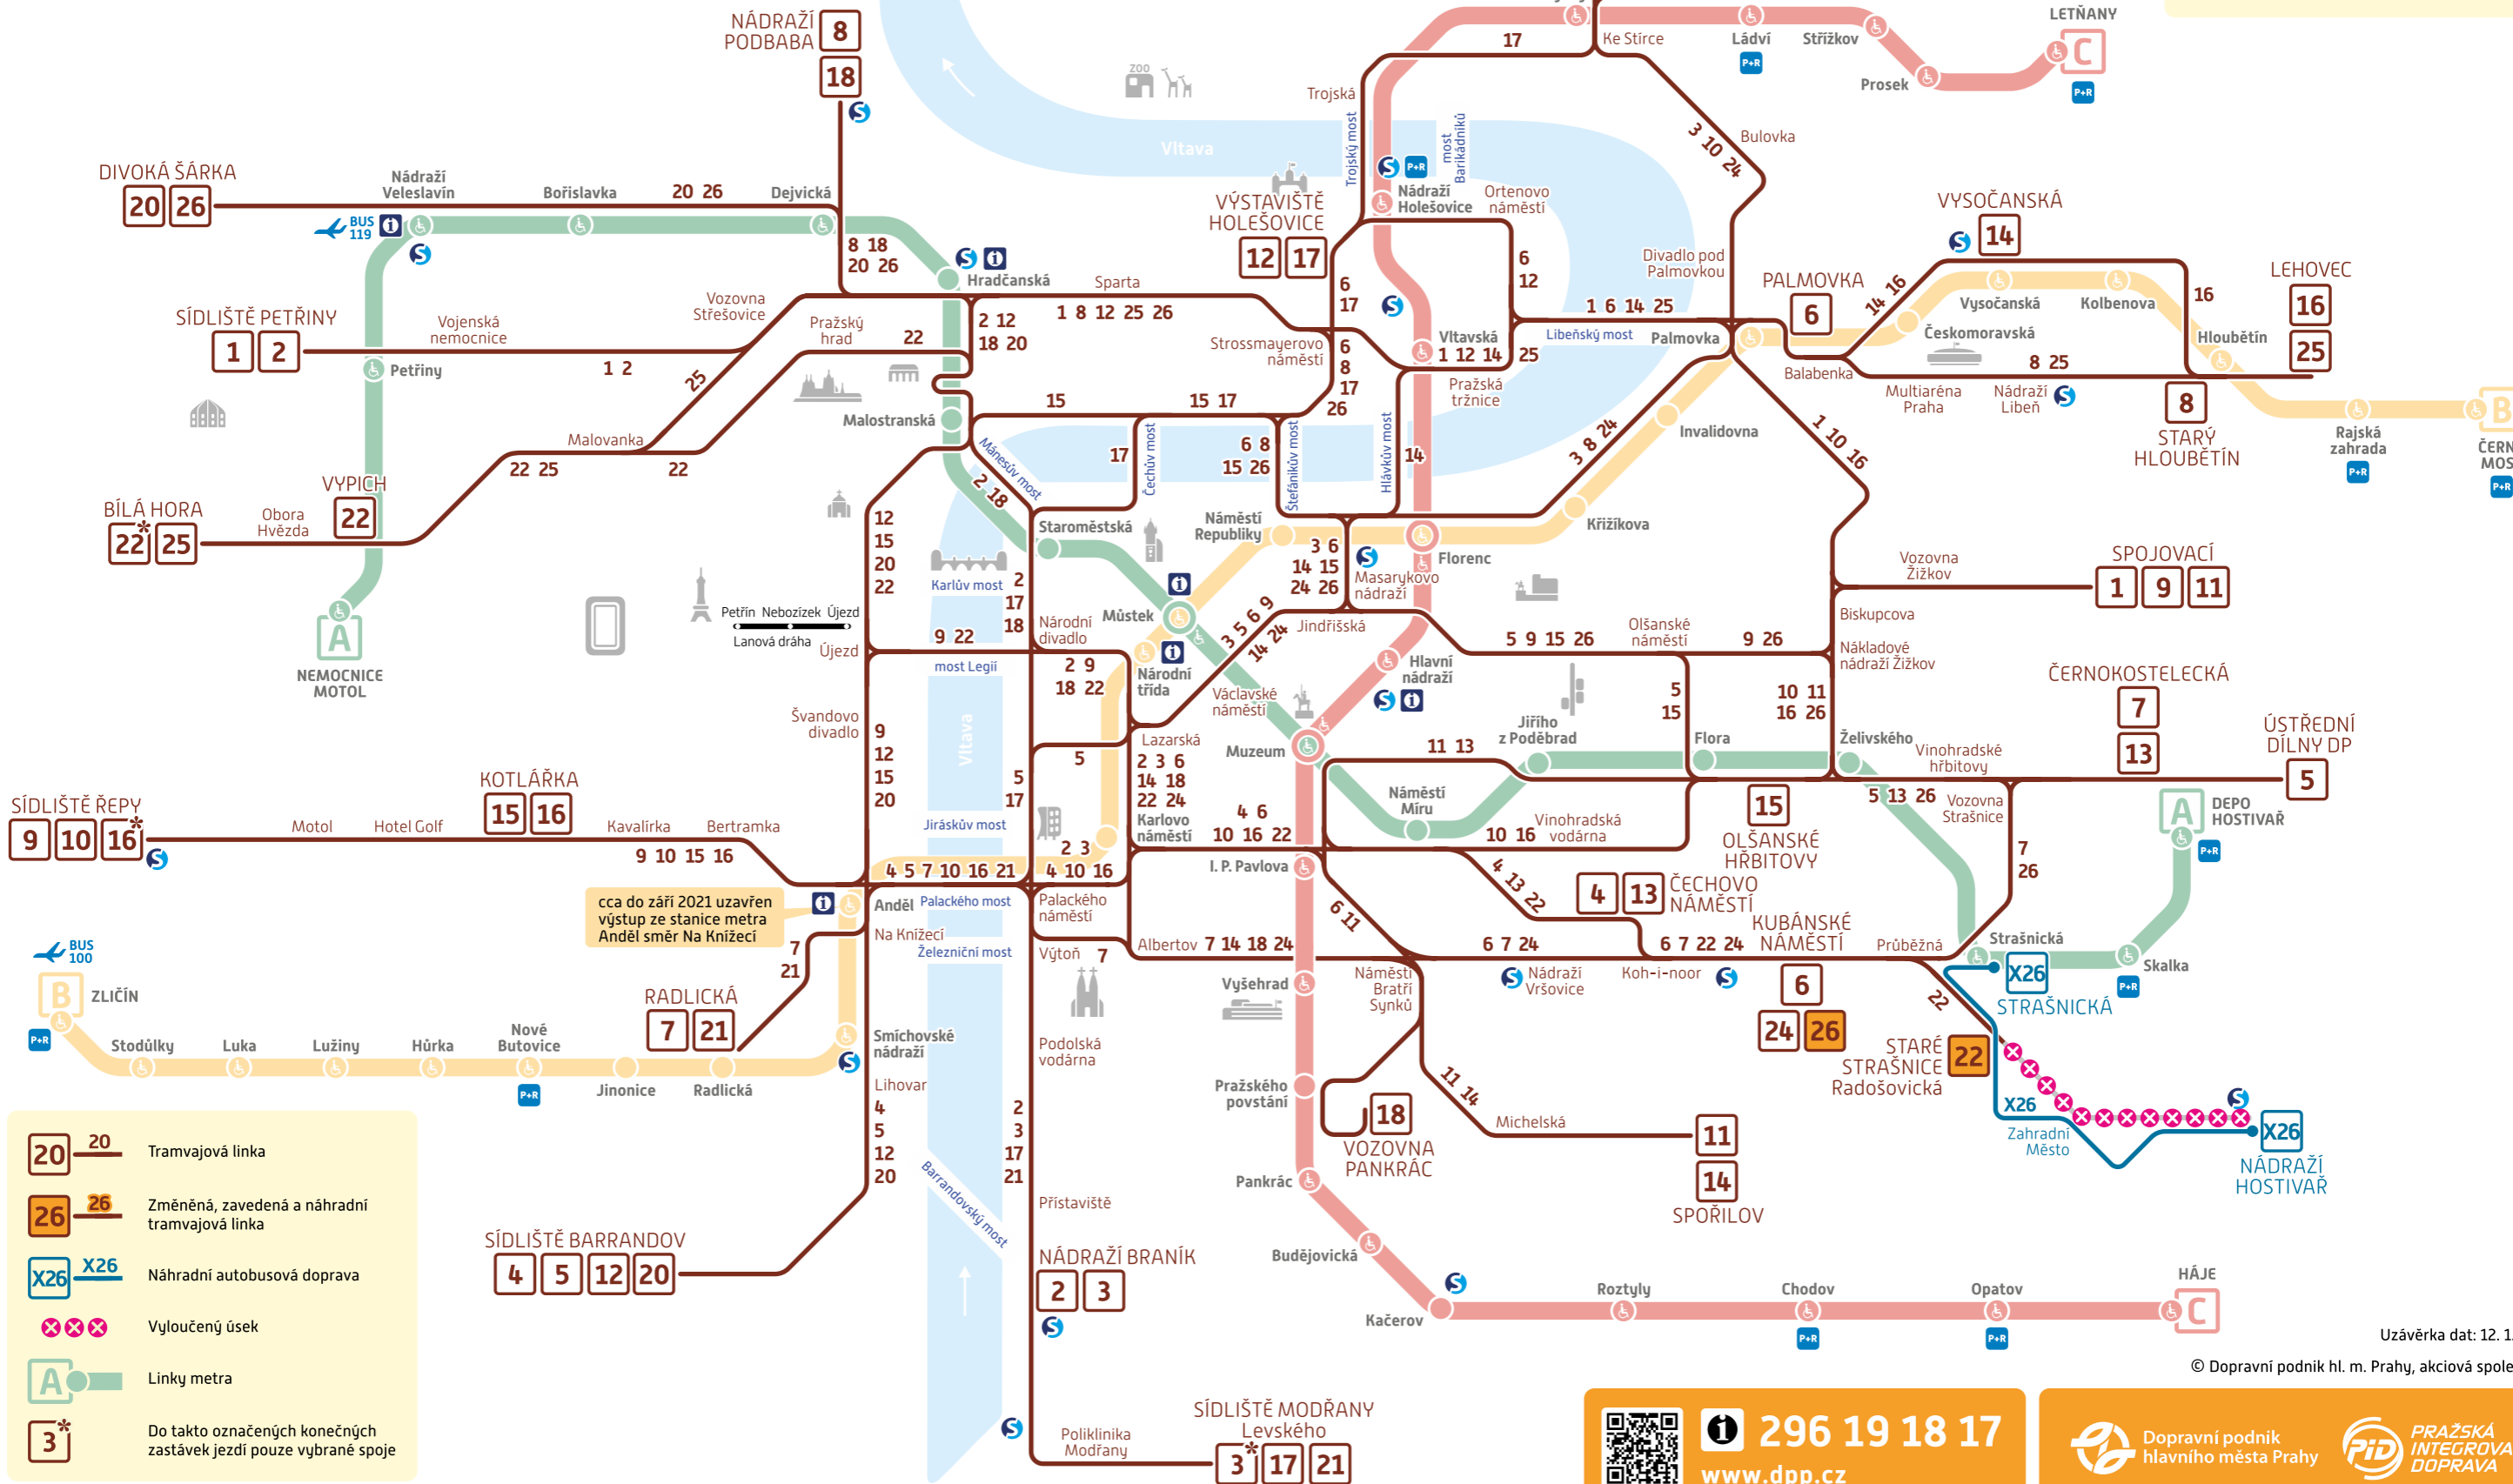 NÁDRAŽÍ
PODBABA
8
18
Ke Stírce
17
Ládví
P+R
Střížkov
LETŇANY
C
P+R
Prosek
ZOO
Trojská
Trojský most
most
Barikádníků
Vltava
3 10 24
Bulovka
DIVOKÁ ŠÁRKA
20 26
Nádraží
Veleslavín
BUS
119
Bořislavka
20 26
Dejvická
8 18
20 26
Hradčanská
VÝSTAVIŠTĚ
HOLEŠOVICE
12 17
P+R
Nádraží
Holešovice
Ortenovo
náměstí
6
12
Divadlo pod
Palmovkou
VYSOČANSKÁ
14
PALMOVKA
6
14 16
Vysočanská
Kolbenova
16
Českomoravská
Hloubětín
LEHOVEC
16
25
SÍDLIŠTĚ PETŘINY
1 2
Vojenská
nemocnice
1 2
Petřiny
Vozovna
Střešovice
Pražský
hrad
22
2 12
18 20
Sparta
1 8 12 25 26
6
17
Strossmayerovo
náměstí
6
8
17
26
Vltavská
1 12 14
25
Pražská
tržnice
1 6 14 25
Libeňský most
Palmovka
Balabenka
8 25
Multiaréna
Praha
Nádraží
Libeň
8
STARÝ
HLOUBĚTÍN
Rajská
zahrada
P+R
B
P+R
25
Malovanka
22 25
22
Malostranská
15
15 17
Mánesův most
17
Čechův most
6 8
15 26
Štefánikův most
Hlávkův most
14
3 8 24
Invalidovna
Křižíkova
1 10 16
VYPICH
22
BÍLÁ HORA
22* 25
Obora
Hvězda
2 18
12
15
20
22
Staroměstská
Náměstí
Republiky
3 6
14 15
24 26
Masarykovo
nádraží
Florenc
Karlův most
2
17
18
Vozovna
Žižkov
SPOJOVACÍ
1 9 11
Biskupcova
A
NEMOCNICE
MOTOL
Petřín Nebozízek Újezd
Lanová dráha
Újezd
9 22
most Legií
Národní
divadlo
2 9
18 22
Můstek
Národní
třída
3 5 6 9
14 24
Jindřišská
Václavské
náměstí
Hlavní
nádraží
5 9 15 26
Olšanské
náměstí
9 26
Nákladové
nádraží Žižkov
5
15
10 11
16 26
ČERNOKOSTELECKÁ
7
13
ÚSTŘEDNÍ
DÍLNY DP
5
Švandovo
divadlo
9
12
15
20
Vltava
5
17
5
Lazarská
2 3 6
14 18
22 24
Muzeum
11 13
Jiřího
z Poděbrad
Flora
Želivského
Vinohradské
hřbitovy
5 13 26
Vozovna
Strašnice
SÍDLIŠTĚ ŘEPY
9 10 16*
Motol
Hotel Golf
KOTLÁŘKA
15 16
Kavalírka
9 10 15 16
Bertramka
Jiráskův most
Karlovo
náměstí
2 3
4 10 16
4 6
10 16 22
I. P. Pavlova
Náměstí
Míru
10 16
Vinohradská
vodárna
15
OLŠANSKÉ
HŘBITOVY
A
DEPO
HOSTIVAŘ
P+R
7
26
4 5 7 10 16 21
Palackého most
Palackého
náměstí
cca do září 2021 uzavřen
výstup ze stanice metra
Anděl směr Na Knížecí
Anděl
Na Knížecí
7
21
Železniční most
Výtoň
7
Albertov
7 14 18 24
Vyšehrad
6 11
4 13 22
4 13
ČECHOVO
NÁMĚSTÍ
KUBÁNSKÉ
NÁMĚSTÍ
6
24 26
Náměstí
Bratří
Synků
6 7 24
Nádraží
Vršovice
Koh-i-noor
6 7 22 24
Průběžná
Strašnická
X26
STRAŠNICKÁ
Skalka
P+R
22
STARÉ
STRAŠNICE
Radošovická
22
X26
Zahradní
Město
X26
NÁDRAŽÍ
HOSTIVAŘ
BUS
100
B
ZLIČÍN
P+R
Stodůlky
Luka
Lužiny
Hůrka
Nové
Butovice
P+R
Jinonice
RADLICKÁ
7 21
Radlická
Smíchovské
nádraží
Lihovar
4
5
12
20
Podolská
vodárna
2
3
17
21
Barrandovský most
Přístaviště
Pražského
povstání
18
VOZOVNA
PANKRÁC
11 14
Michelská
11
14
SPOŘILOV
Pankrác
Budějovická
Kačerov
Roztyly
Chodov
P+R
Opatov
P+R
HÁJE
C
SÍDLIŠTĚ BARRANDOV
4 5 12 20
NÁDRAŽÍ BRANÍK
2 3
Poliklinika
Modřany
SÍDLIŠTĚ MODŘANY
Levského
3* 17 21
20 20 Tramvajová linka
26 26 Změněná, zavedená a náhradní
tramvajová linka
X26 X26 Náhradní autobusová doprava
Vyloučený úsek
A Linky metra
3* Do takto označených konečných
zastávek jezdí pouze vybrané spoje
Uzávěrka dat: 12. 1.
© Dopravní podnik hl. m. Prahy, akciová spole
296 19 18 17
www.dpp.cz
Dopravní podnik
hlavního města Prahy
PID
PRAŽSKÁ
INTEGROVA
DOPRAVA